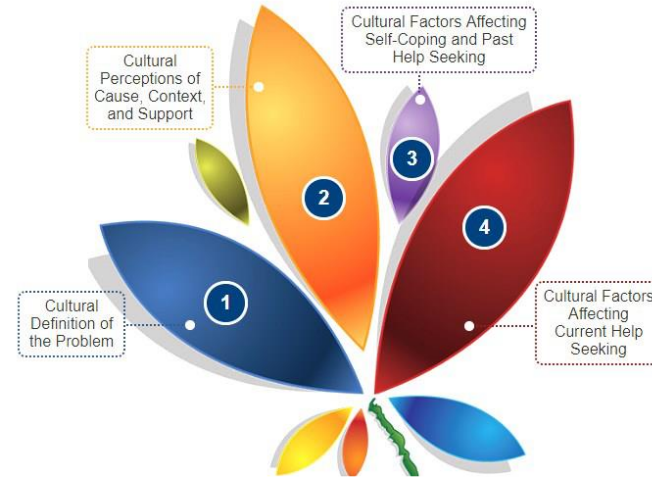 Cultural
Definition of
the Problem
1
Cultural
Perceptions of
Cause, Context,
and Support
2
Cultural Factors Affecting
Self-Coping and Past
Help Seeking
3
Cultural Factors
Affecting
Current Help
Seeking
4